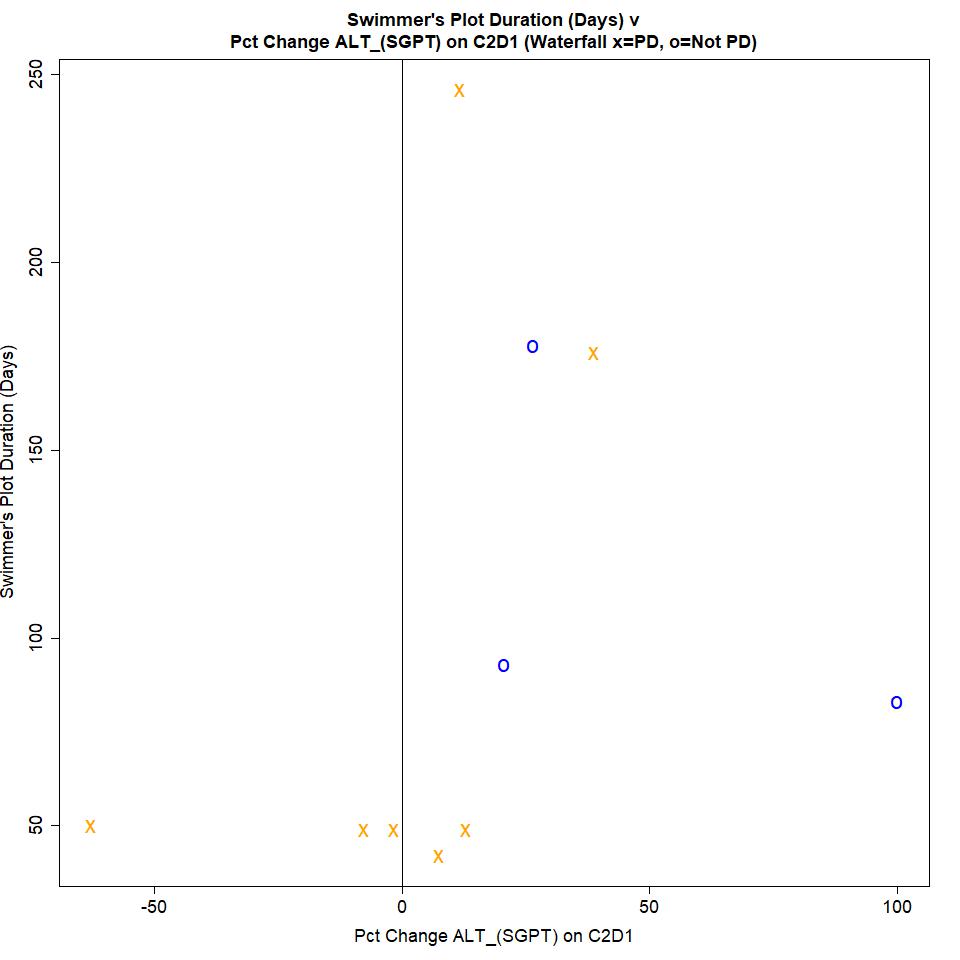 Swimmer's Plot Duration (Days) v
Pct Change ALT_(SGPT) on C2D1 (Waterfall x=PD, o=Not PD)
Swimmer's Plot Duration (Days)
250
200
150
100
50
X
O
X
O
O
X
X
X
X
X
-50
0
50
100
Pct Change ALT_(SGPT) on C2D1